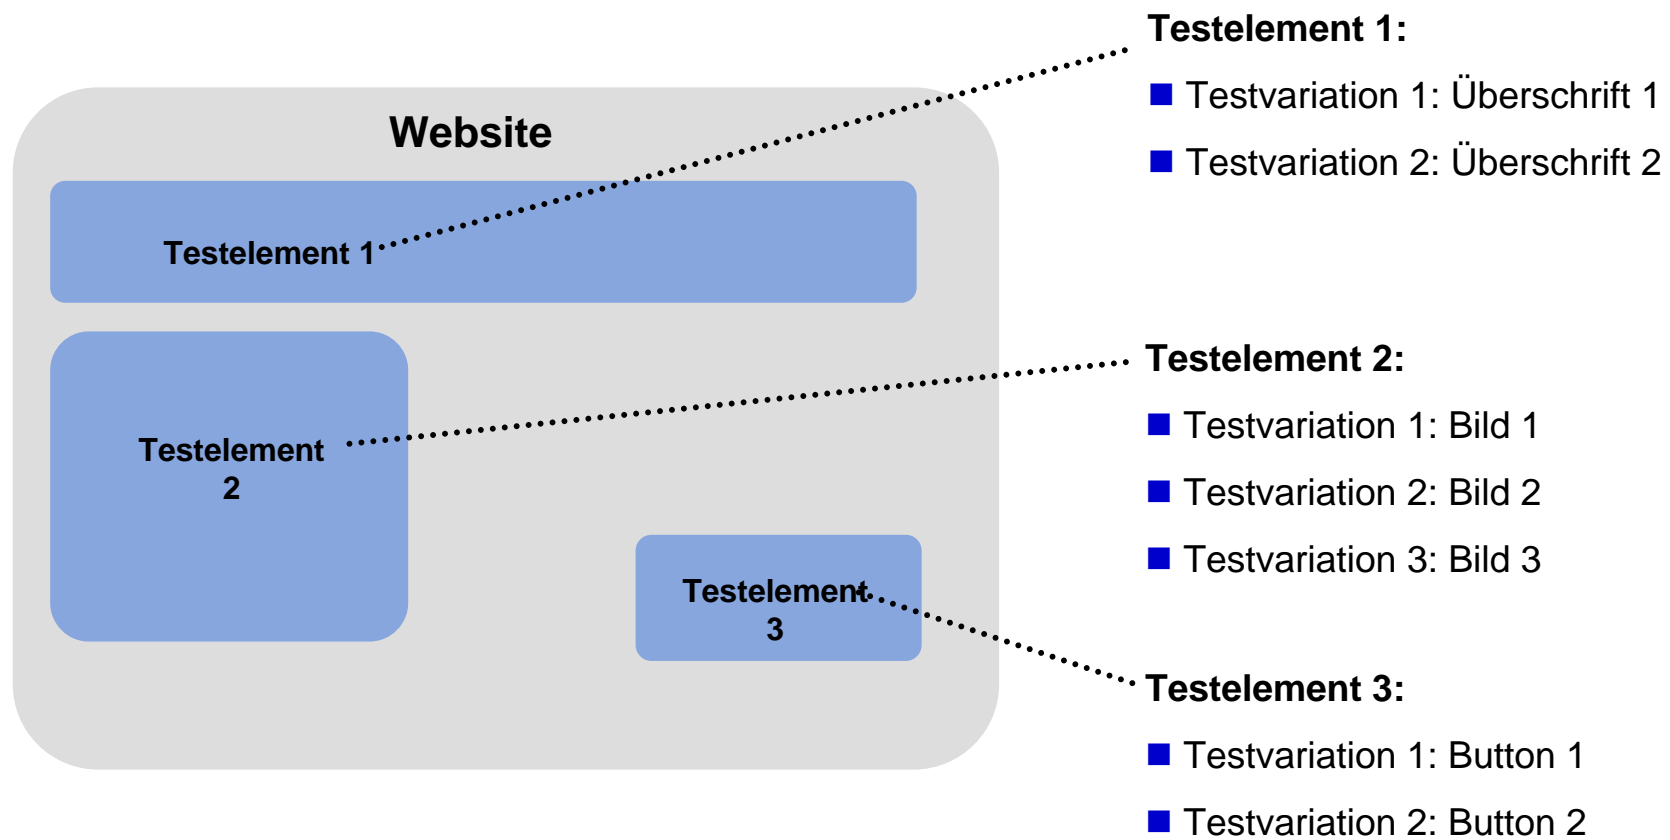 Website
Testelement 1
Testelement
2
Testelement
3
Testelement 1:
Testvariation 1: Überschrift 1
Testvariation 2: Überschrift 2
Testelement 2:
Testvariation 1: Bild 1
Testvariation 2: Bild 2
Testvariation 3: Bild 3
Testelement 3:
Testvariation 1: Button 1
Testvariation 2: Button 2